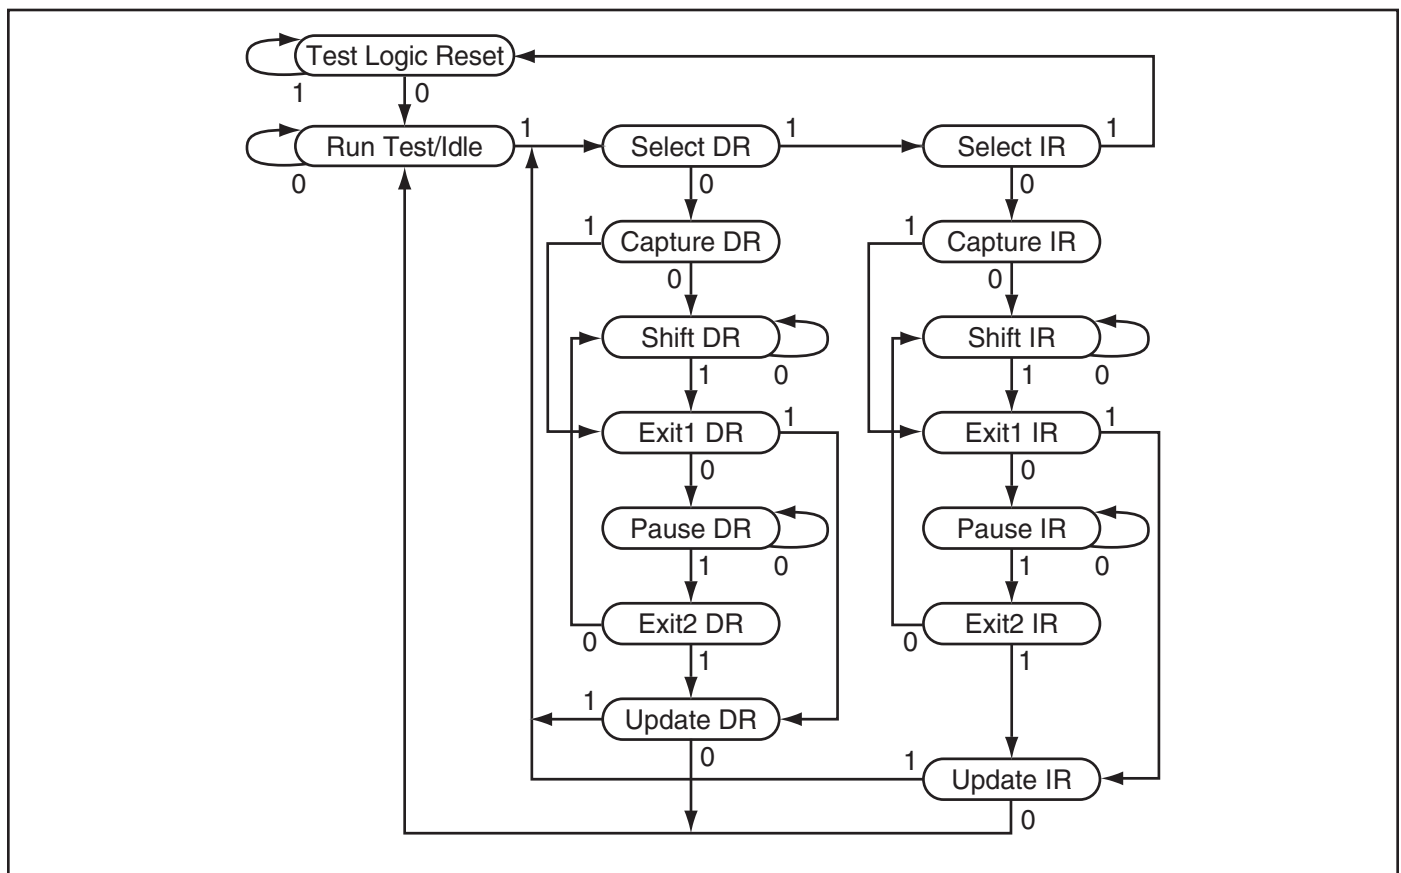 Test Logic Reset
1 0
Run Test/Idle 1 Select DR 1 Select IR 1
0 0 0
1 Capture DR 1 Capture IR
0 0
Shift DR Shift IR
1 0 1 0
Exit1 DR 1 Exit1 IR 1
0 0
Pause DR Pause IR
1 0 1 0
Exit2 DR Exit2 IR
0 1 0 1
1 Update DR
0 1 Update IR
0